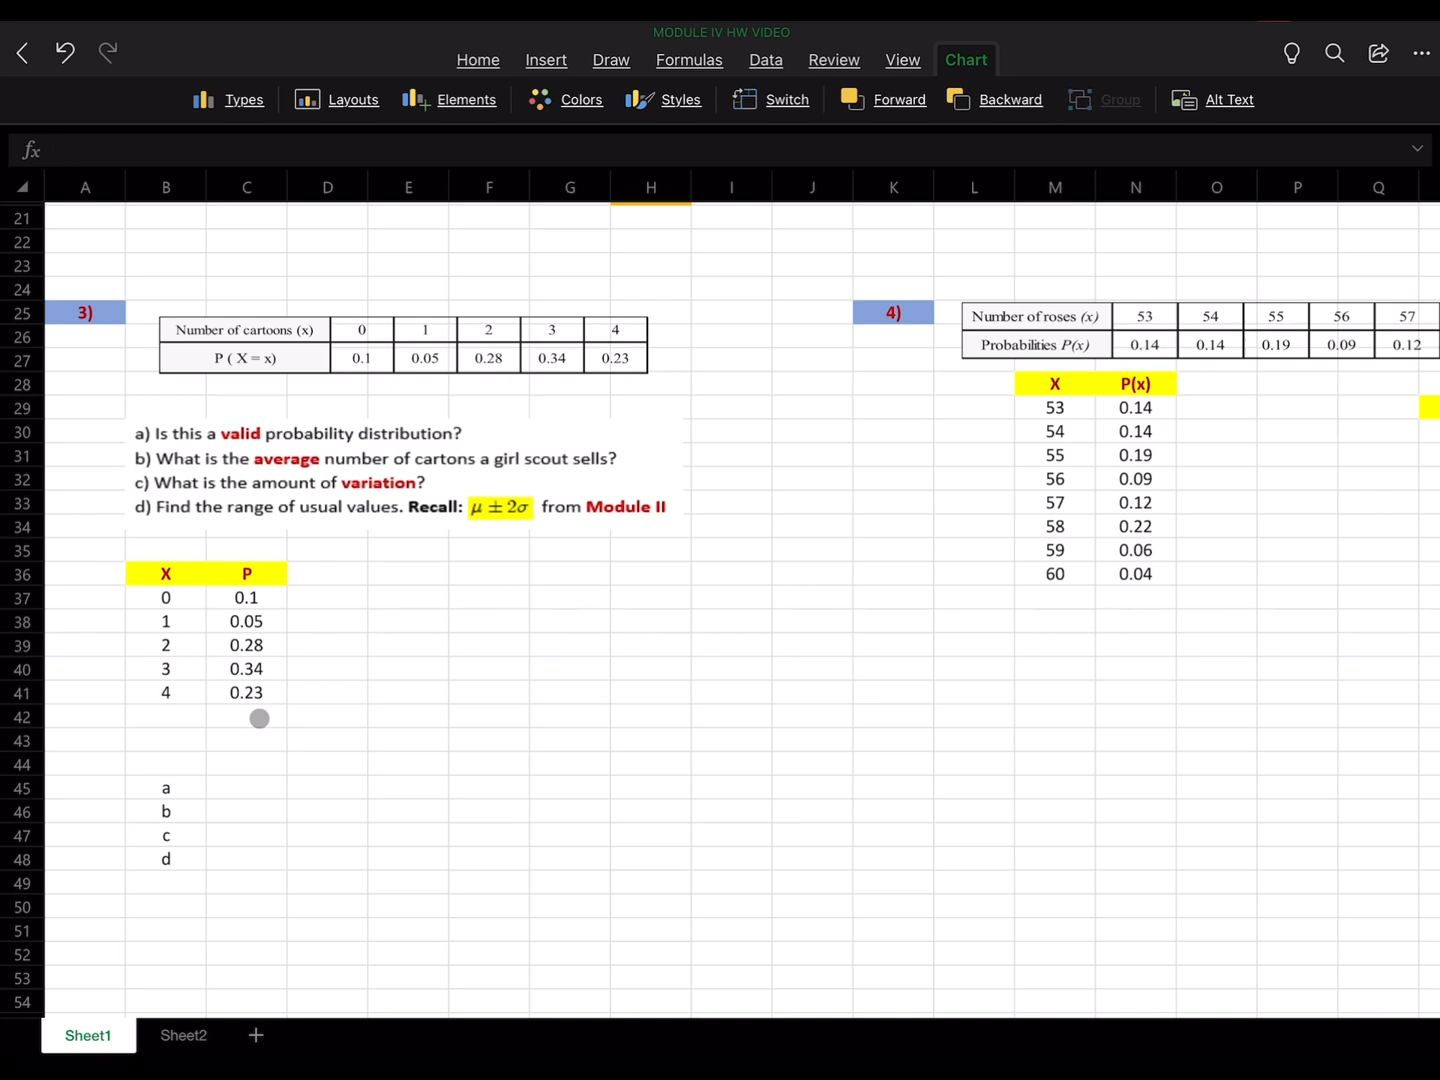 MODULE IV HW VIDEO
Home Insert Draw Formulas Data Review View Chart
Types Layouts Elements Colors Styles Switch Forward Backward Group Alt Text
fx
A B C D E F G H I J K L M N O P Q
21
22
23
24
25 3) 4)
26
27
28
29
30
31
32
33
34
35
36
37
38
39
40
41
42
43
44
45
46
47
48
49
50
51
52
53
54
Number of cartoons (x) 0 1 2 3 4
P ( X = x) 0.1 0.05 0.28 0.34 0.23
a) Is this a valid probability distribution?
b) What is the average number of cartons a girl scout sells?
c) What is the amount of variation?
d) Find the range of usual values. Recall: μ ± 2σ from Module II
X P
0 0.1
1 0.05
2 0.28
3 0.34
4 0.23
a
b
c
d
Number of roses (x) 53 54 55 56 57
Probabilities P(x) 0.14 0.14 0.19 0.09 0.12
X P(x)
53 0.14
54 0.14
55 0.19
56 0.09
57 0.12
58 0.22
59 0.06
60 0.04
Sheet1 Sheet2 +